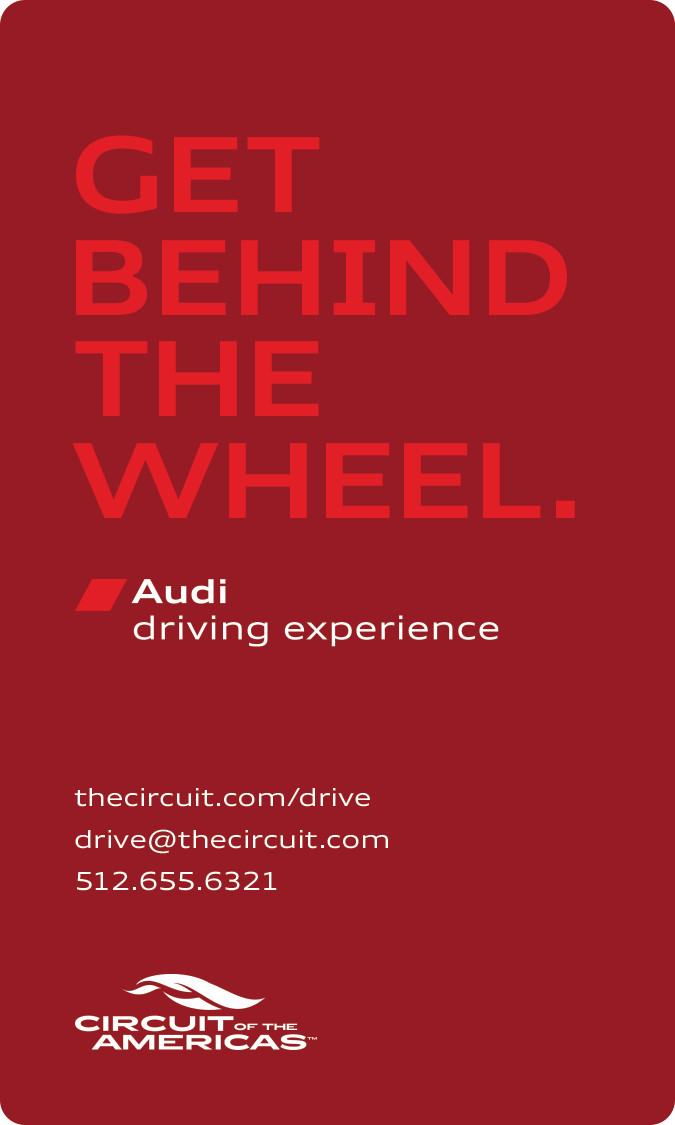 GET
BEHIND
THE
WHEEL.
Audi
driving experience
thecircuit.com/drive
drive@thecircuit.com
512.655.6321
CIRCUIT OF THE
AMERICAS™